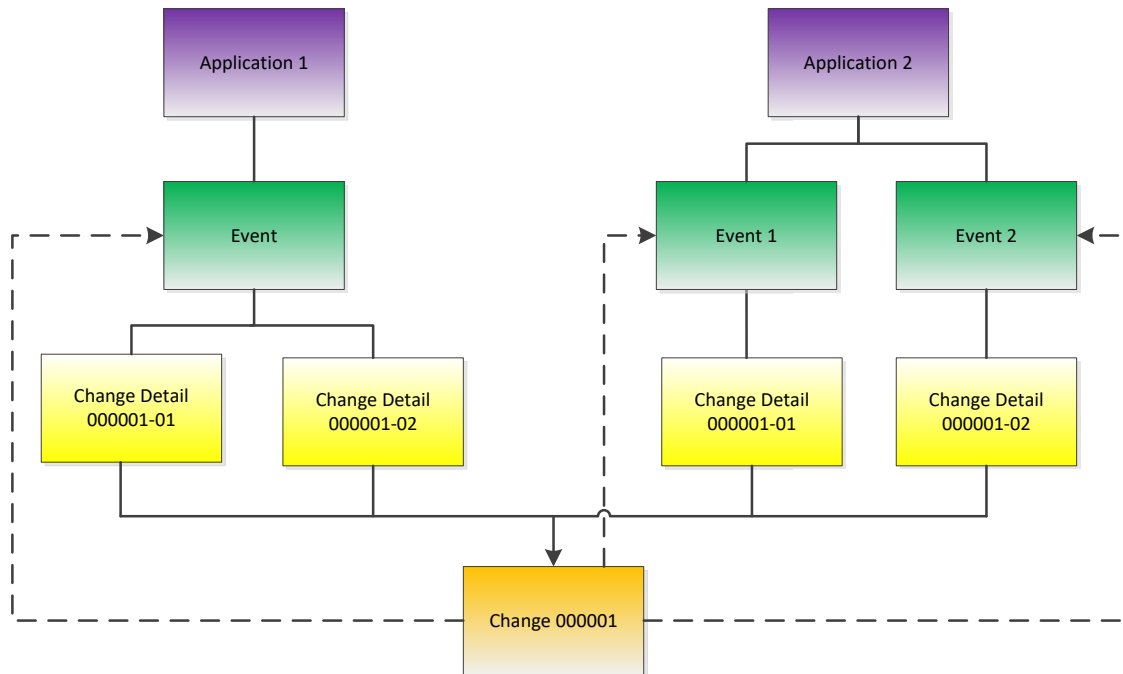 Application 1
Application 2
Event
Event 1
Event 2
Change Detail
000001-01
Change Detail
000001-02
Change Detail
000001-01
Change Detail
000001-02
Change 000001